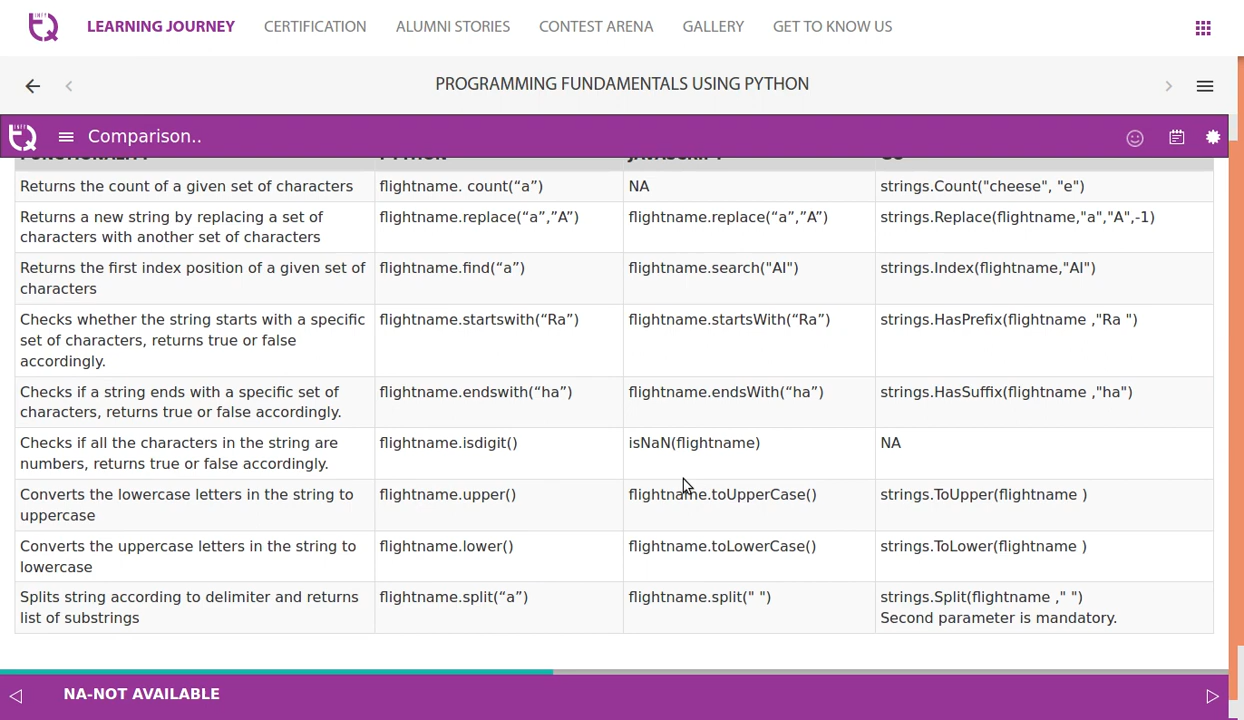 LEARNING JOURNEY CERTIFICATION ALUMNI STORIES CONTEST ARENA GALLERY GET TO KNOW US
PROGRAMMING FUNDAMENTALS USING PYTHON
Comparison..
FUNCTIONALITY PYTHON JAVASCRIPT GO
Returns the count of a given set of characters flightname. count(“a”) NA strings.Count("cheese", "e")
Returns a new string by replacing a set of flightname.replace(“a”,”A”) flightname.replace(“a”,”A”) strings.Replace(flightname,"a","A",-1)
characters with another set of characters
Returns the first index position of a given set of flightname.find(“a”) flightname.search("AI") strings.Index(flightname,"AI")
characters
Checks whether the string starts with a specific flightname.startswith(“Ra”) flightname.startsWith(“Ra”) strings.HasPrefix(flightname ,"Ra ")
set of characters, returns true or false
accordingly.
Checks if a string ends with a specific set of flightname.endswith(“ha”) flightname.endsWith(“ha”) strings.HasSuffix(flightname ,"ha")
characters, returns true or false accordingly.
Checks if all the characters in the string are flightname.isdigit() isNaN(flightname) NA
numbers, returns true or false accordingly.
Converts the lowercase letters in the string to flightname.upper() flightname.toUpperCase() strings.ToUpper(flightname )
uppercase
Converts the uppercase letters in the string to flightname.lower() flightname.toLowerCase() strings.ToLower(flightname )
lowercase
Splits string according to delimiter and returns flightname.split(“a”) flightname.split(" ") strings.Split(flightname ," ")
list of substrings Second parameter is mandatory.
NA-NOT AVAILABLE